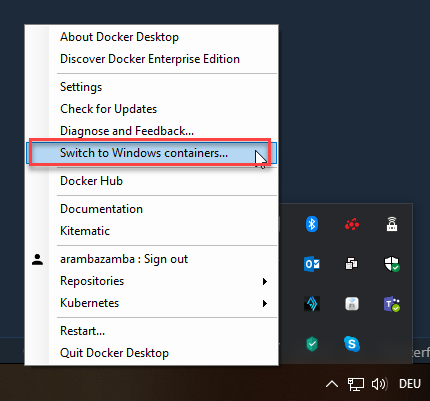 About Docker Desktop
Discover Docker Enterprise Edition
Settings
Check for Updates
Diagnose and Feedback...
Switch to Windows containers...
Docker Hub
Documentation
Kitematic
arambazamba : Sign out
Repositories
Kubernetes
Restart...
Quit Docker Desktop
DEU